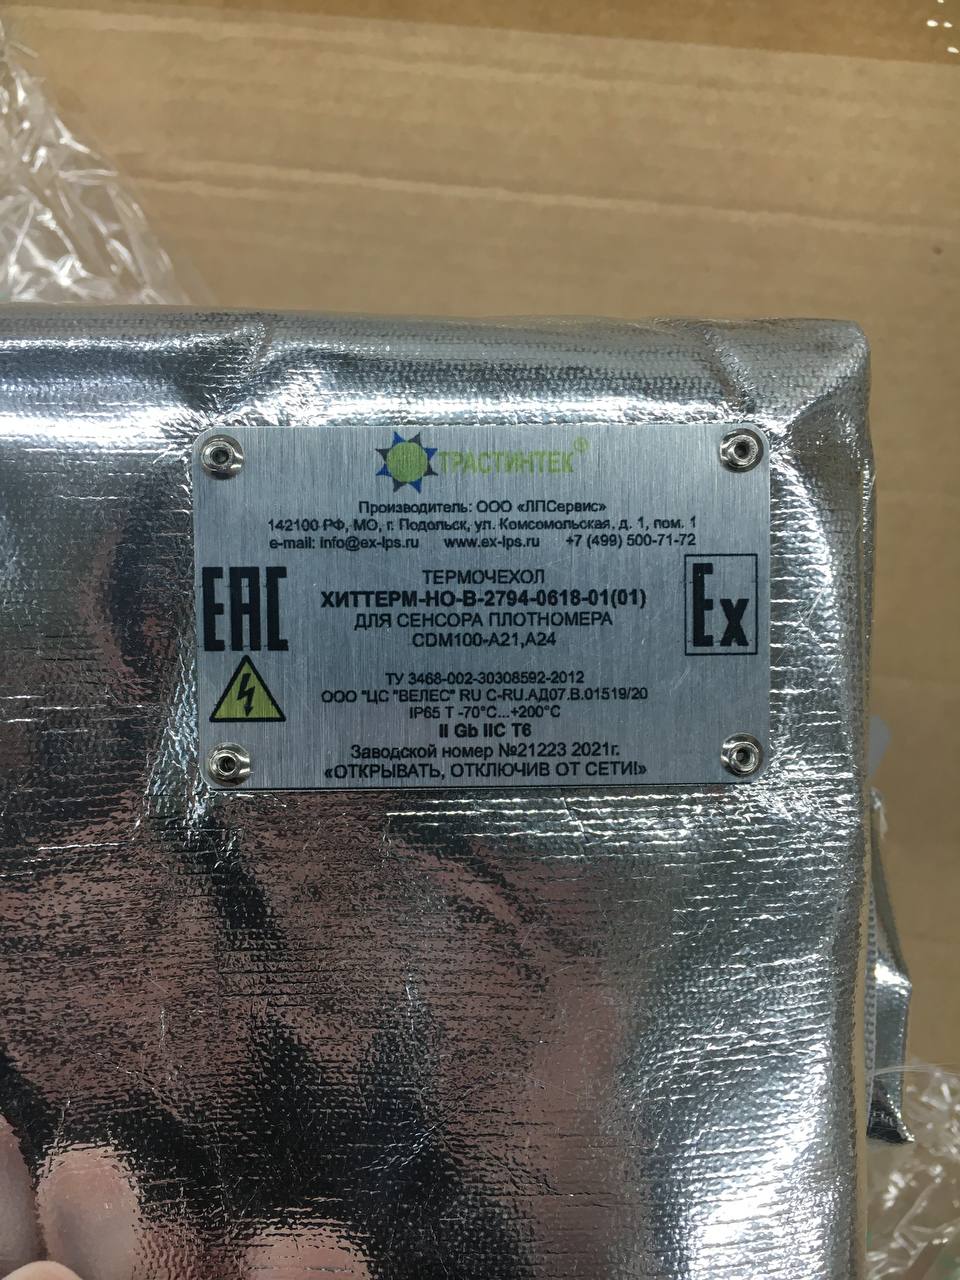 ТРАСТИНТЕК®
Производитель: ООО «ЛПСервис»
142100 РФ, МО, г. Подольск, ул. Комсомольская, д. 1, пом. 1
e-mail: info@ex-lps.ru www.ex-lps.ru +7 (499) 500-71-72
ТЕРМОЧЕХОЛ
ХИТТЕРМ-НО-В-2794-0618-01(01)
ДЛЯ СЕНСОРА ПЛОТНОМЕРА
CDM100-A21,A24
ЕАС
Ex
ТУ 3468-002-30308592-2012
ООО "ЦС "ВЕЛЕС" RU C-RU.АД07.В.01519/20
IP65 T -70°C...+200°C
II Gb IIC T6
Заводской номер №21223 2021г.
«ОТКРЫВАТЬ, ОТКЛЮЧИВ ОТ СЕТИ!»